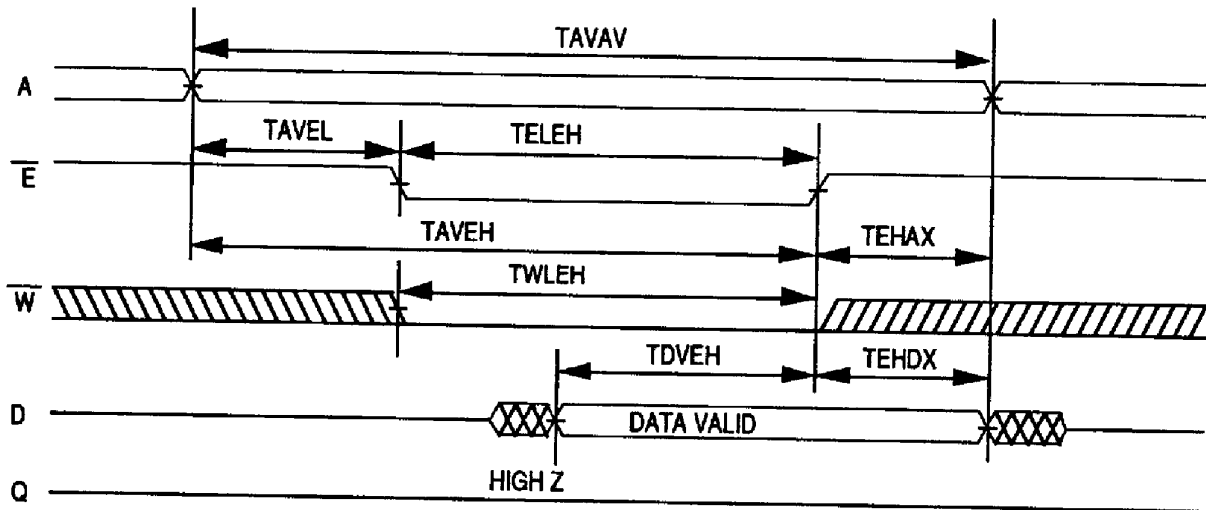 TAVAV
A
TAVEL TELEH
E
TAVEH TEHAX
W TWLEH
TDVEH TEHDX
D DATA VALID
Q HIGH Z